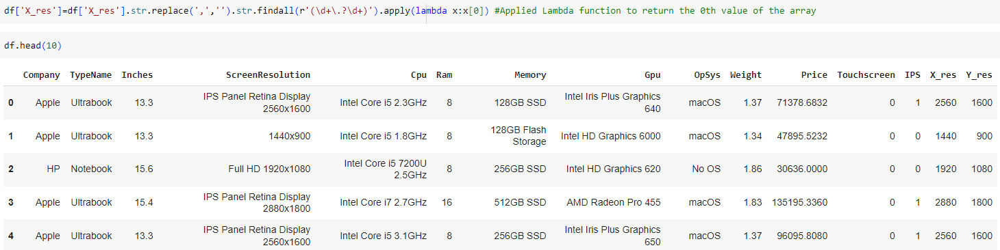 df['X_res']=df['X_res'].str.replace(',','').str.findall(r'(\d+\.?\d+)').apply(lambda x:x[0]) #Applied Lambda function to return the 0th value of the array
df.head(10)
Company TypeName Inches ScreenResolution Cpu Ram Memory Gpu OpSys Weight Price Touchscreen IPS X_res Y_res
0 Apple Ultrabook 13.3 IPS Panel Retina Display 2560x1600 Intel Core i5 2.3GHz 8 128GB SSD Intel Iris Plus Graphics 640 macOS 1.37 71378.6832 0 1 2560 1600
1 Apple Ultrabook 13.3 1440x900 Intel Core i5 1.8GHz 8 128GB Flash Storage Intel HD Graphics 6000 macOS 1.34 47895.5232 0 0 1440 900
2 HP Notebook 15.6 Full HD 1920x1080 Intel Core i5 7200U 2.5GHz 8 256GB SSD Intel HD Graphics 620 No OS 1.86 30636.0000 0 0 1920 1080
3 Apple Ultrabook 15.4 IPS Panel Retina Display 2880x1800 Intel Core i7 2.7GHz 16 512GB SSD AMD Radeon Pro 455 macOS 1.83 135195.3360 0 1 2880 1800
4 Apple Ultrabook 13.3 IPS Panel Retina Display 2560x1600 Intel Core i5 3.1GHz 8 256GB SSD Intel Iris Plus Graphics 650 macOS 1.37 96095.8080 0 1 2560 1600